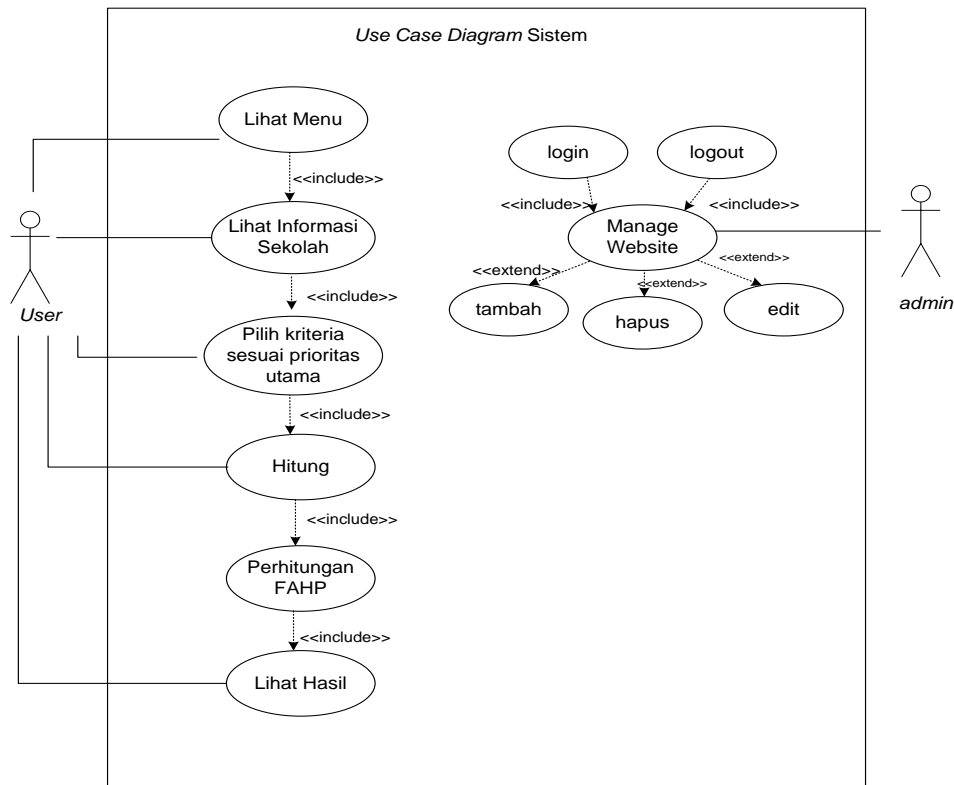 Use Case Diagram Sistem
Lihat Menu
<<include>>
Lihat Informasi
Sekolah
<<include>>
Pilih kriteria
sesuai prioritas
utama
<<include>>
Hitung
<<include>>
Perhitungan
FAHP
<<include>>
Lihat Hasil
User
login
logout
<<include>>
<<include>>
Manage
Website
<<extend>>
<<extend>>
<<extend>>
tambah
hapus
edit
admin